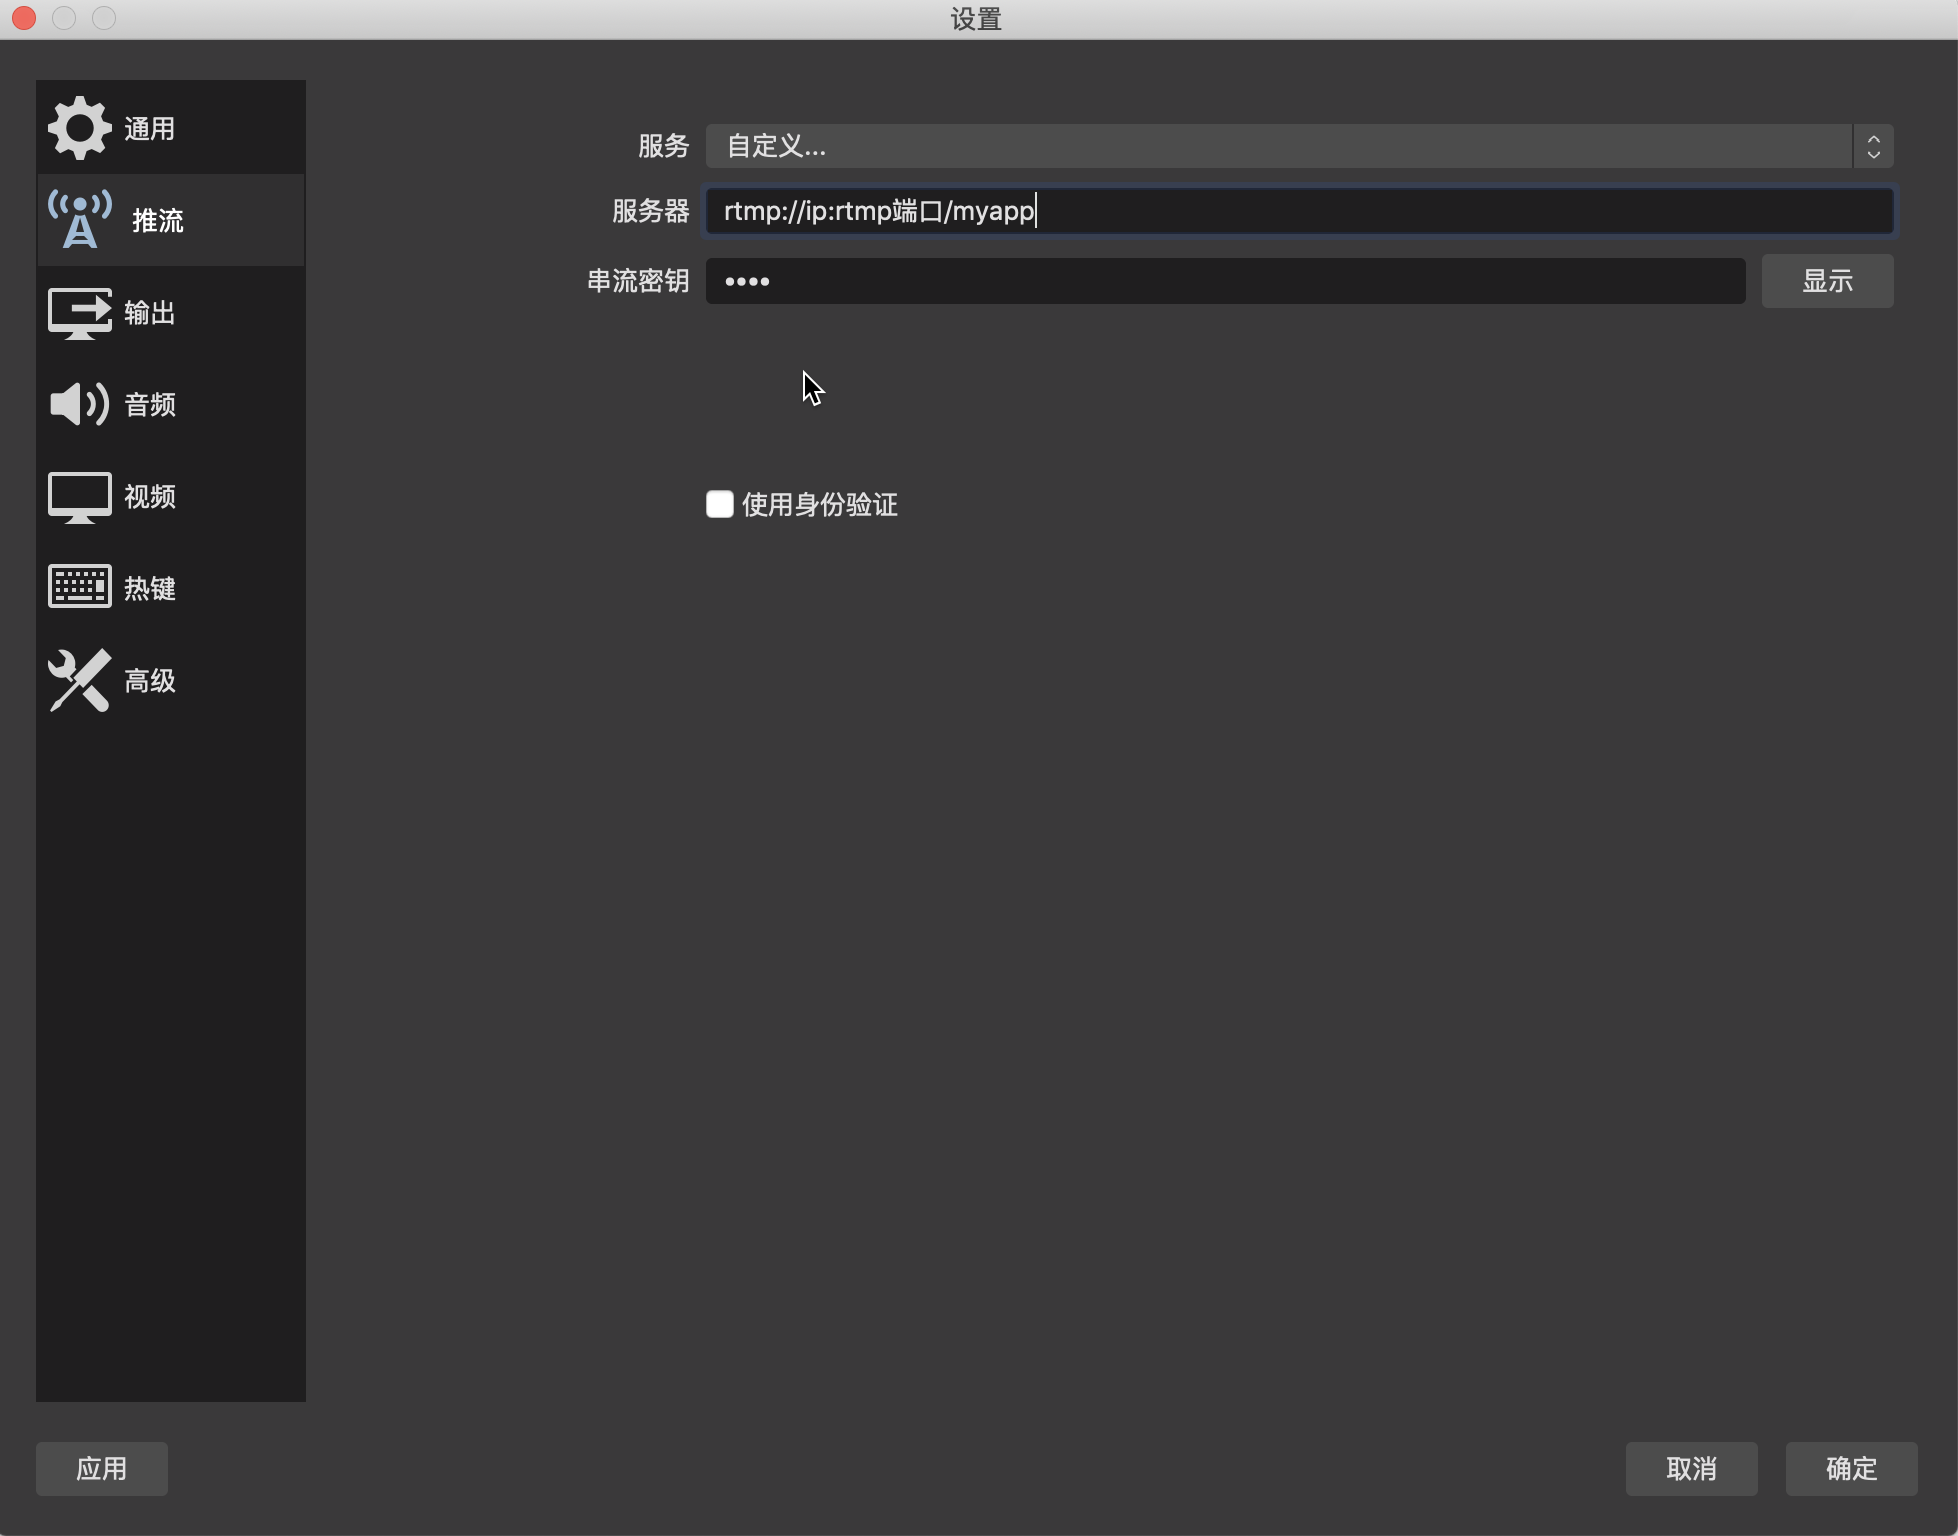 设置
通用
推流
输出
音频
视频
热键
高级
服务 自定义...
服务器 rtmp://ip:rtmp端口/myapp
串流密钥 •••• 显示
使用身份验证
应用 取消 确定